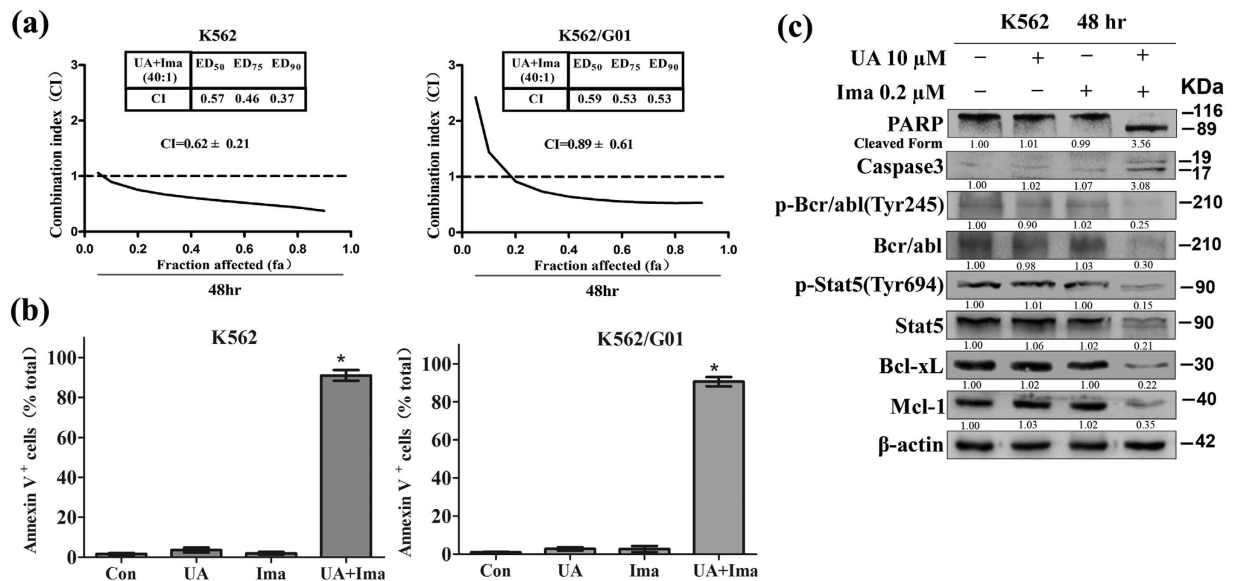 (a)
K562
UA+Ima (40:1) ED50 ED75 ED90
CI 0.57 0.46 0.37
CI=0.62 ± 0.21
Combination index (CI)
3
2
1
0
0.0 0.2 0.4 0.6 0.8 1.0
Fraction affected (fa)
48hr
K562/G01
UA+Ima (40:1) ED50 ED75 ED90
CI 0.59 0.53 0.53
CI=0.89 ± 0.61
Combination index (CI)
3
2
1
0
0.0 0.2 0.4 0.6 0.8 1.0
Fraction affected (fa)
48hr
(b)
K562
Annexin V + cells (% total)
100
80
60
40
20
0
*
Con UA Ima UA+Ima
K562/G01
Annexin V + cells (% total)
100
80
60
40
20
0
*
Con UA Ima UA+Ima
(c)
K562 48 hr
UA 10 μM − + − +
Ima 0.2 μM − − + +
KDa
PARP −116
−89
Cleaved Form 1.00 1.01 0.99 3.56
Caspase3 −19
−17
1.00 1.02 1.07 3.08
p-Bcr/abl(Tyr245) −210
1.00 0.90 1.02 0.25
Bcr/abl −210
1.00 0.98 1.03 0.30
p-Stat5(Tyr694) −90
1.00 1.01 1.00 0.15
Stat5 −90
1.00 1.06 1.02 0.21
Bcl-xL −30
1.00 1.02 1.00 0.22
Mcl-1 −40
1.00 1.03 1.02 0.35
β-actin −42